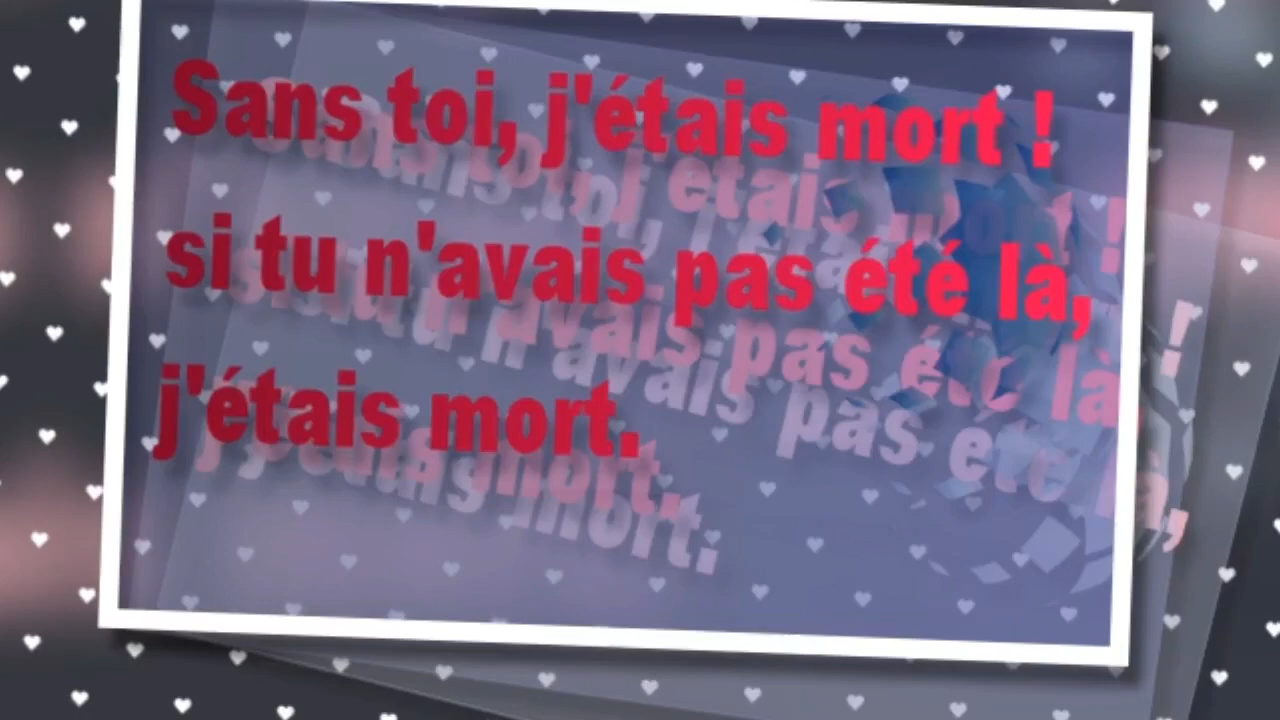 Sans toi, j'étais mort !
si tu n'avais pas été là,
j'étais mort.